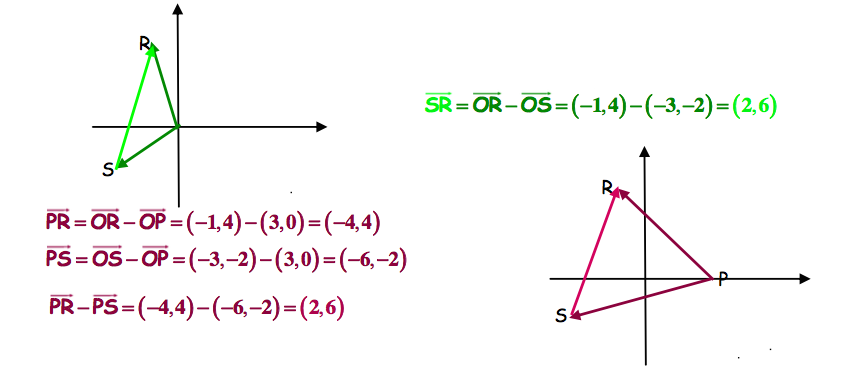 R
S
\overrightarrow{SR} = \overrightarrow{OR} − \overrightarrow{OS} = (−1,4) − (−3,−2) = (2,6)
\overrightarrow{PR} = \overrightarrow{OR} − \overrightarrow{OP} = (−1,4) − (3,0) = (−4,4)
\overrightarrow{PS} = \overrightarrow{OS} − \overrightarrow{OP} = (−3,−2) − (3,0) = (−6,−2)
\overrightarrow{PR} − \overrightarrow{PS} = (−4,4) − (−6,−2) = (2,6)
R
P
S